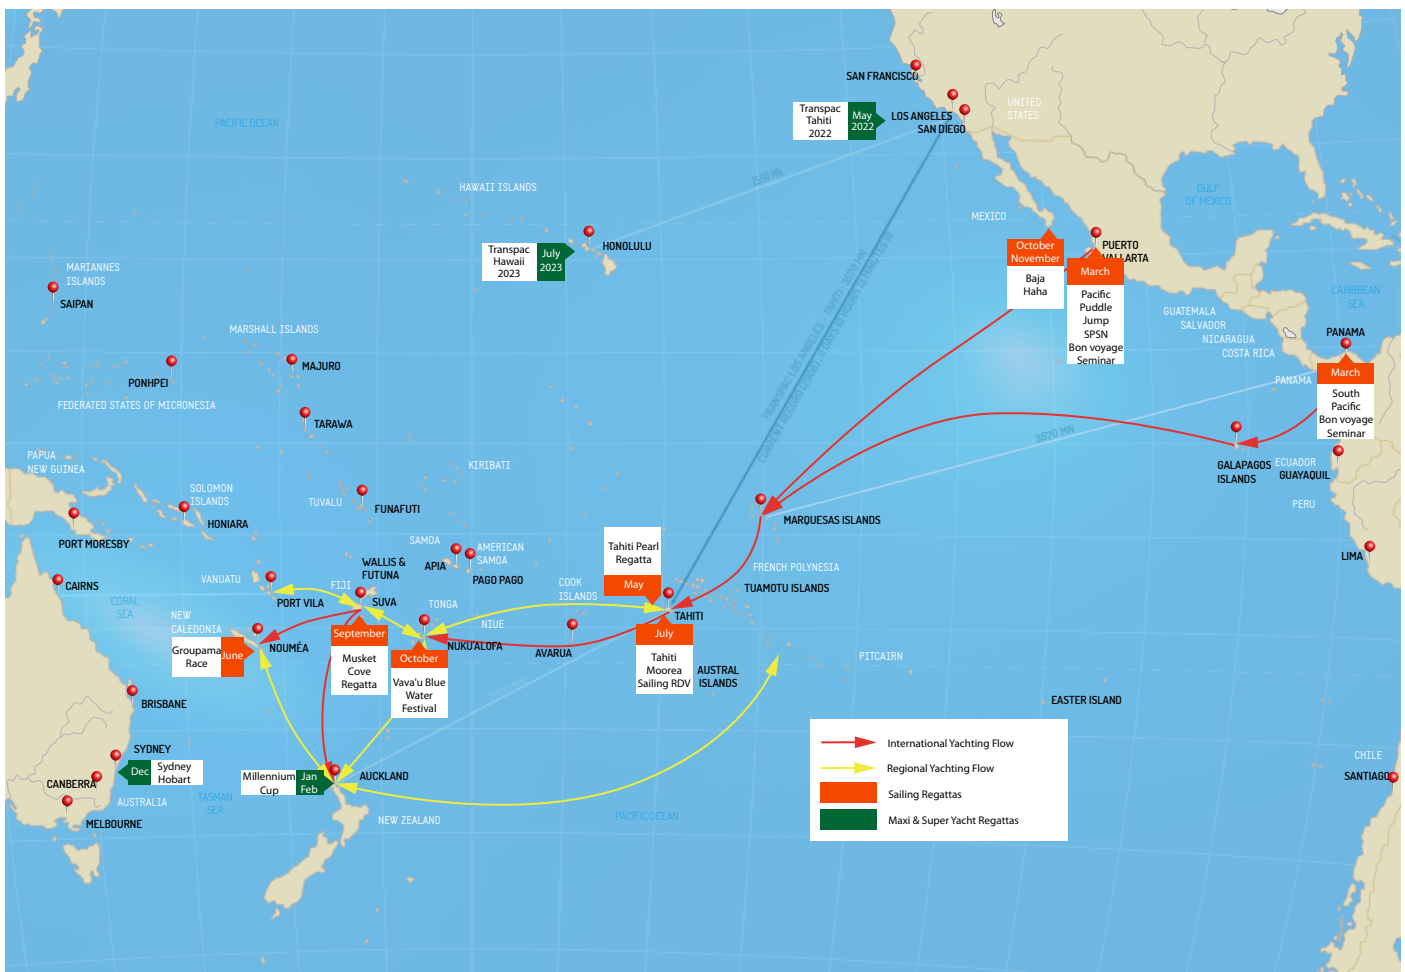 SAN FRANCISCO
UNITED
STATES
Transpac
Tahiti
2022
May
2022
LOS ANGELES
SAN DIEGO
PACIFIC OCEAN
2500 MN
HAWAII ISLANDS
GULF
OF MEXICO
MEXICO
HONOLULU
Transpac
Hawaii
2023
July
2023
October
November
Baja
Haha
PUERTO
VALLARTA
March
Pacific
Puddle
Jump
SPSN
Bon voyage
Seminar
MARIANNES
ISLANDS
SAIPAN
CARIBBEAN
SEA
GUATEMALA
SALVADOR
NICARAGUA
COSTA RICA
PANAMA
PANAMA
March
South
Pacific
Bon voyage
Seminar
MARSHALL ISLANDS
MAJURO
PONHPEI
FEDERATED STATES OF MICRONESIA
TARAWA
TRANSPAC LOS ANGELES - TAHITI : 3570 MN
3670 MN
PAPUA
NEW GUINEA
KIRIBATI
GALAPAGOS
ISLANDS
ECUADOR
GUAYAQUIL
PERU
SOLOMON
ISLANDS
HONIARA
TUVALU
FUNAFUTI
MARQUESAS ISLANDS
PORT MORESBY
SAMOA
APIA
AMERICAN
SAMOA
PAGO PAGO
LIMA
Tahiti Pearl
Regatta
May
FRENCH POLYNESIA
TUAMOTU ISLANDS
WALLIS &
FUTUNA
CAIRNS
VANUATU
FIJI
COOK
ISLANDS
CORAL
SEA
PORT VILA
SUVA
TONGA
NIUE
TAHITI
NEW
CALEDONIA
NOUMÉA
Groupama
Race
June
September
Musket
Cove
Regatta
NUKU'ALOFA
October
Vava'u Blue
Water
Festival
AVARUA
July
Tahiti
Moorea
Sailing RDV
AUSTRAL
ISLANDS
PITCAIRN
EASTER ISLAND
BRISBANE
SYDNEY
Dec
Sydney
Hobart
CANBERRA
AUSTRALIA
MELBOURNE
TASMAN
SEA
Millennium
Cup
Jan
Feb
AUCKLAND
NEW ZEALAND
PACIFIC OCEAN
International Yachting Flow
Regional Yachting Flow
Sailing Regattas
Maxi & Super Yacht Regattas
CHILE
SANTIAGO